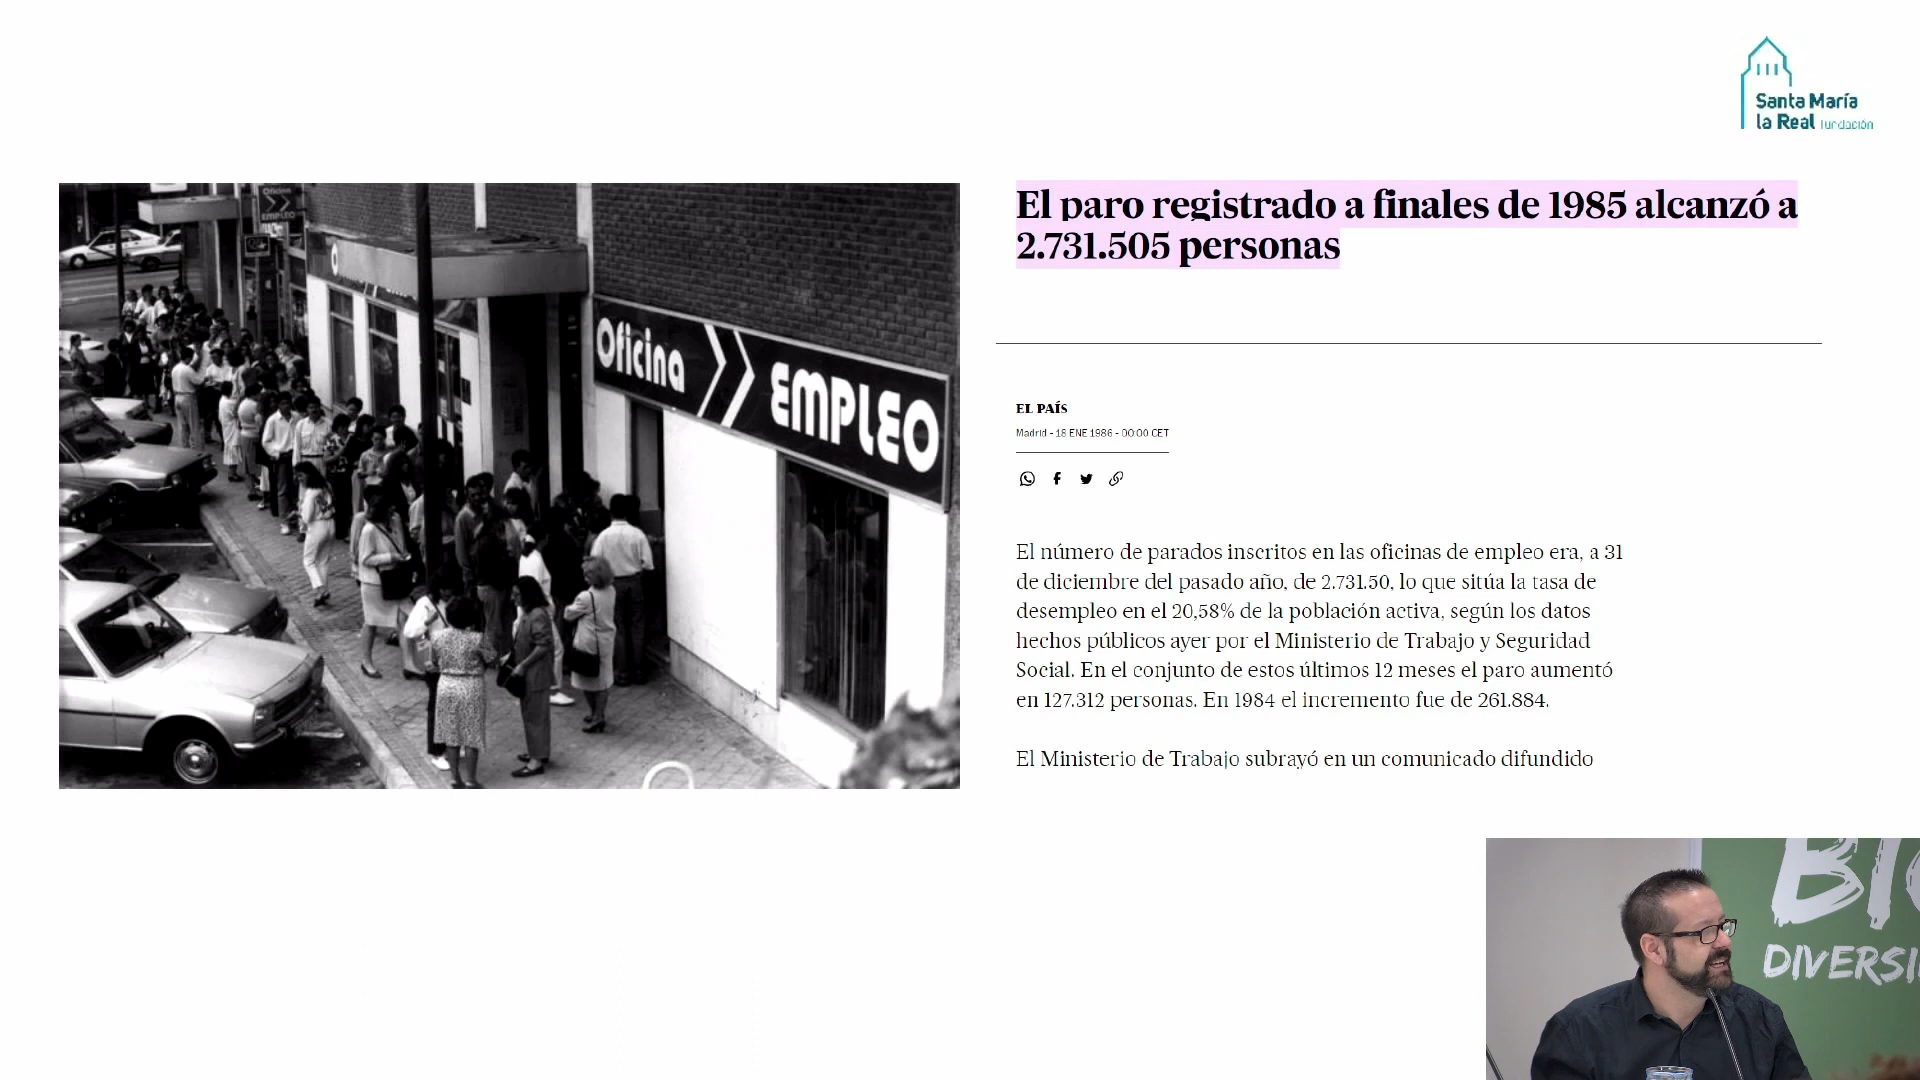 Santa María
la Real fundación
El paro registrado a finales de 1985 alcanzó a
2.731.505 personas
EL PAÍS
Madrid - 18 ENE 1986 - 00:00 CET
El número de parados inscritos en las oficinas de empleo era, a 31
de diciembre del pasado año, de 2.731.50, lo que sitúa la tasa de
desempleo en el 20,58% de la población activa, según los datos
hechos públicos ayer por el Ministerio de Trabajo y Seguridad
Social. En el conjunto de estos últimos 12 meses el paro aumentó
en 127.312 personas. En 1984 el incremento fue de 261.884.
El Ministerio de Trabajo subrayó en un comunicado difundido
Oficina
EMPLEO
Oficina EMPLEO
BIO
DIVERSI